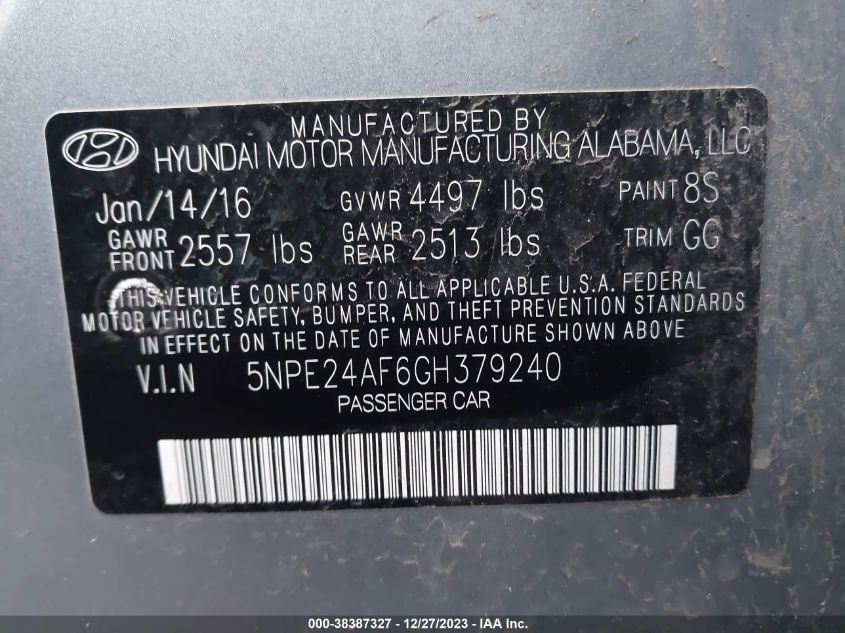 MANUFACTURED BY
HYUNDAI MOTOR MANUFACTURING ALABAMA, LLC
Jan/14/16 GVWR 4497 lbs PAINT 8S
GAWR FRONT 2557 lbs GAWR REAR 2513 lbs TRIM GG
THIS VEHICLE CONFORMS TO ALL APPLICABLE U.S.A. FEDERAL
MOTOR VEHICLE SAFETY, BUMPER, AND THEFT PREVENTION STANDARDS
IN EFFECT ON THE DATE OF MANUFACTURE SHOWN ABOVE
V.I.N 5NPE24AF6GH379240
PASSENGER CAR
000-38387327 - 12/27/2023 - IAA Inc.